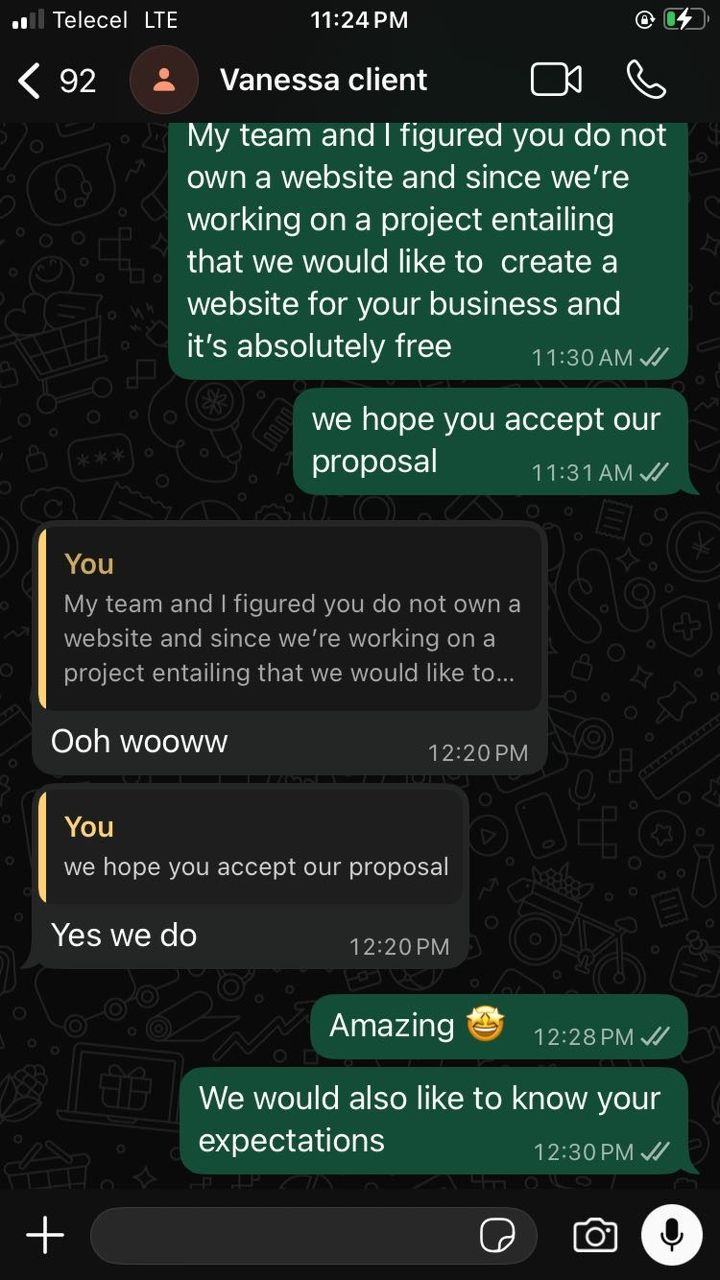 Telecel LTE 11:24 PM
92 Vanessa client
My team and I figured you do not
own a website and since we're
working on a project entailing
that we would like to  create a
website for your business and
it's absolutely free 11:30 AM
we hope you accept our
proposal 11:31 AM
You
My team and I figured you do not own a
website and since we're working on a
project entailing that we would like to...
Ooh wooww 12:20 PM
You
we hope you accept our proposal
Yes we do 12:20 PM
Amazing 🤩 12:28 PM
We would also like to know your
expectations 12:30 PM